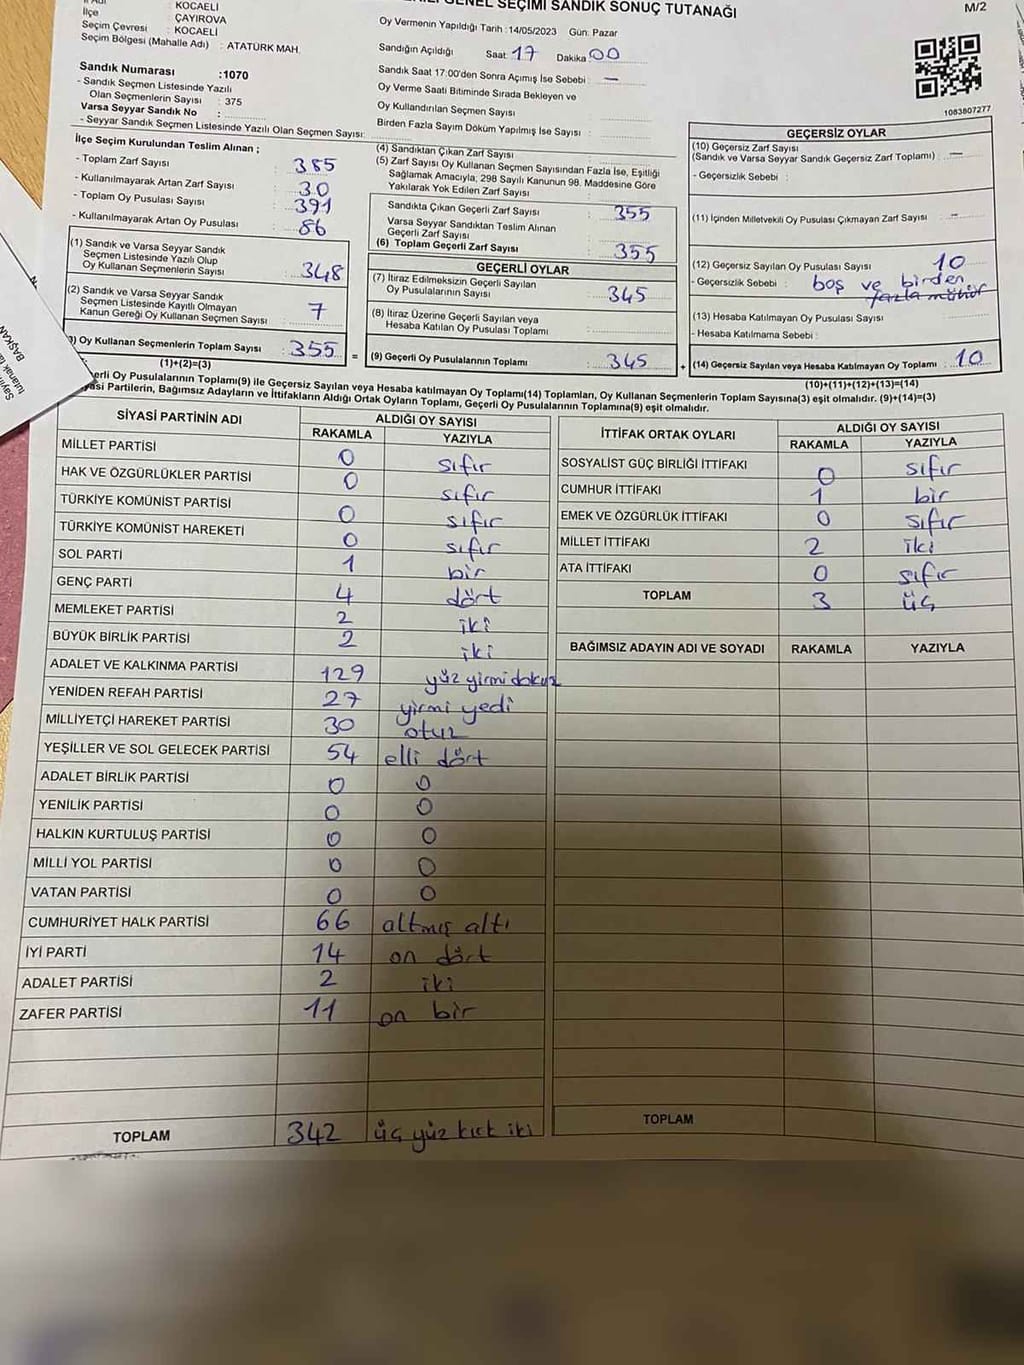 GENEL SEÇİMİ SANDIK SONUÇ TUTANAĞI
M/2
İl Adı : KOCAELİ
İlçe : ÇAYIROVA
Seçim Çevresi : KOCAELİ
Seçim Bölgesi (Mahalle Adı) : ATATÜRK MAH.
Oy Vermenin Yapıldığı Tarih :14/05/2023 Gün: Pazar
Sandığın Açıldığı Saat: 17 Dakika: 00
Sandık Saat 17:00'den Sonra Açımış İse Sebebi : —
Oy Verme Saati Bitiminde Sırada Bekleyen ve
Oy Kullandırılan Seçmen Sayısı :
Birden Fazla Sayım Döküm Yapılmış İse Sayısı :
1083807277
Sandık Numarası :1070
- Sandık Seçmen Listesinde Yazılı
Olan Seçmenlerin Sayısı : 375
Varsa Seyyar Sandık No :
- Seyyar Sandık Seçmen Listesinde Yazılı Olan Seçmen Sayısı:
İlçe Seçim Kurulundan Teslim Alınan ;
- Toplam Zarf Sayısı : 385
- Kullanılmayarak Artan Zarf Sayısı : 30
- Toplam Oy Pusulası Sayısı : 391
- Kullanılmayarak Artan Oy Pusulası : 86
(1) Sandık ve Varsa Seyyar Sandık
Seçmen Listesinde Yazılı Olup
Oy Kullanan Seçmenlerin Sayısı : 348
(2) Sandık ve Varsa Seyyar Sandık
Seçmen Listesinde Kayıtlı Olmayan
Kanun Gereği Oy Kullanan Seçmen Sayısı : 7
) Oy Kullanan Seçmenlerin Toplam Sayısı : 355 =
(1)+(2)=(3)
(4) Sandıktan Çıkan Zarf Sayısı :
(5) Zarf Sayısı Oy Kullanan Seçmen Sayısından Fazla İse, Eşitliği
Sağlamak Amacıyla, 298 Sayılı Kanunun 98. Maddesine Göre
Yakılarak Yok Edilen Zarf Sayısı :
Sandıkta Çıkan Geçerli Zarf Sayısı : 355
Varsa Seyyar Sandıktan Teslim Alınan
Geçerli Zarf Sayısı :
(6) Toplam Geçerli Zarf Sayısı : 355
GEÇERLİ OYLAR
(7) İtiraz Edilmeksizin Geçerli Sayılan
Oy Pusulalarının Sayısı : 345
(8) İtiraz Üzerine Geçerli Sayılan veya
Hesaba Katılan Oy Pusulası Toplamı :
(9) Geçerli Oy Pusulalarının Toplamı : 345 +
GEÇERSİZ OYLAR
(10) Geçersiz Zarf Sayısı
(Sandık ve Varsa Seyyar Sandık Geçersiz Zarf Toplamı) : —
- Geçersizlik Sebebi :
(11) İçinden Milletvekili Oy Pusulası Çıkmayan Zarf Sayısı : -
(12) Geçersiz Sayılan Oy Pusulası Sayısı : 10
- Geçersizlik Sebebi : boş ve birden
fazla mühür
(13) Hesaba Katılmayan Oy Pusulası Sayısı :
- Hesaba Katılmama Sebebi :
(14) Geçersiz Sayılan veya Hesaba Katılmayan Oy Toplamı : 10
(10)+(11)+(12)+(13)=(14)
erli Oy Pusulalarının Toplamı(9) ile Geçersiz Sayılan veya Hesaba katılmayan Oy Toplamı(14) Toplamları, Oy Kullanan Seçmenlerin Toplam Sayısına(3) eşit olmalıdır. (9)+(14)=(3)
yasi Partilerin, Bağımsız Adayların ve İttifakların Aldığı Ortak Oyların Toplamı, Geçerli Oy Pusulalarının Toplamına(9) eşit olmalıdır.
SİYASİ PARTİNİN ADI ALDIĞI OY SAYISI
RAKAMLA YAZIYLA
MİLLET PARTİSİ 0 sıfır
HAK VE ÖZGÜRLÜKLER PARTİSİ 0 sıfır
TÜRKİYE KOMÜNİST PARTİSİ 0 sıfır
TÜRKİYE KOMÜNİST HAREKETİ 0 sıfır
SOL PARTİ 1 bir
GENÇ PARTİ 4 dört
MEMLEKET PARTİSİ 2 iki
BÜYÜK BİRLİK PARTİSİ 2 iki
ADALET VE KALKINMA PARTİSİ 129 yüz yirmi dokuz
YENİDEN REFAH PARTİSİ 27 yirmi yedi
MİLLİYETÇİ HAREKET PARTİSİ 30 otuz
YEŞİLLER VE SOL GELECEK PARTİSİ 54 elli dört
ADALET BİRLİK PARTİSİ 0 0
YENİLİK PARTİSİ 0 0
HALKIN KURTULUŞ PARTİSİ 0 0
MİLLİ YOL PARTİSİ 0 0
VATAN PARTİSİ 0 0
CUMHURİYET HALK PARTİSİ 66 altmış altı
İYİ PARTİ 14 on dört
ADALET PARTİSİ 2 iki
ZAFER PARTİSİ 11 on bir
TOPLAM 342 üç yüz kırk iki
İTTİFAK ORTAK OYLARI ALDIĞI OY SAYISI
RAKAMLA YAZIYLA
SOSYALİST GÜÇ BİRLİĞİ İTTİFAKI 0 sıfır
CUMHUR İTTİFAKI 1 bir
EMEK VE ÖZGÜRLÜK İTTİFAKI 0 sıfır
MİLLET İTTİFAKI 2 iki
ATA İTTİFAKI 0 sıfır
TOPLAM 3 üç
BAĞIMSIZ ADAYIN ADI VE SOYADI RAKAMLA YAZIYLA
TOPLAM
BAŞKAN
tutanak